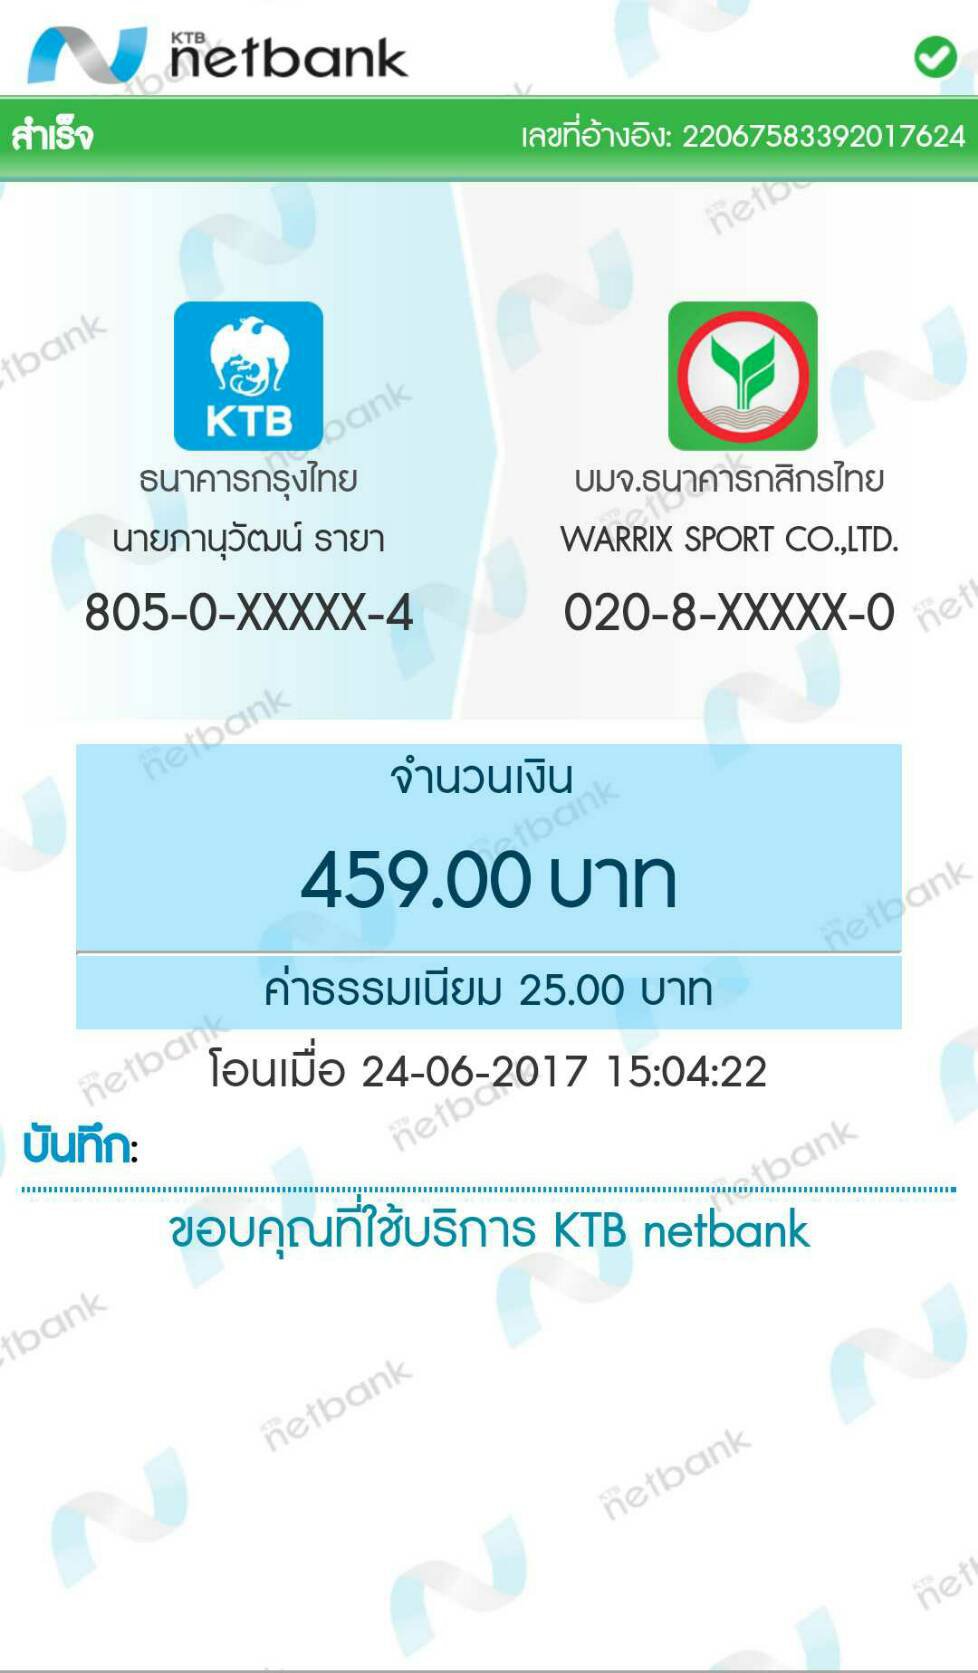 KTB netbank
สำเร็จ
เลขที่อ้างอิง: 22067583392017624
KTB
ธนาคารกรุงไทย
นายภานุวัฒน์ รายา
805-0-XXXXX-4
บมจ.ธนาคารกสิกรไทย
WARRIX SPORT CO.,LTD.
020-8-XXXXX-0
จำนวนเงิน
459.00 บาท
ค่าธรรมเนียม 25.00 บาท
โอนเมื่อ 24-06-2017 15:04:22
บันทึก:
ขอบคุณที่ใช้บริการ KTB netbank